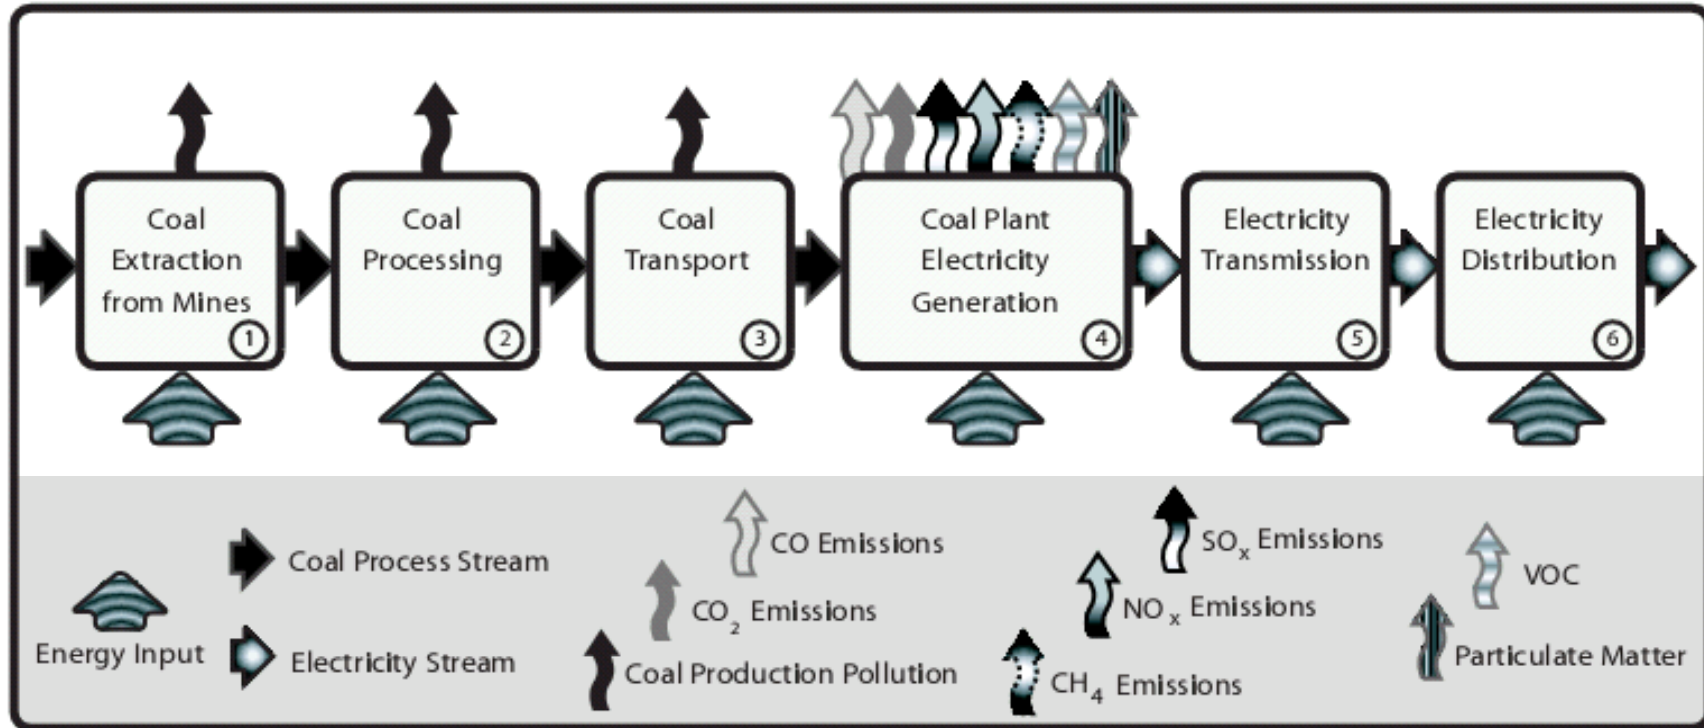 Coal
Extraction
from Mines
1
Coal
Processing
2
Coal
Transport
3
Coal Plant
Electricity
Generation
4
Electricity
Transmission
5
Electricity
Distribution
6
Energy Input
Coal Process Stream
Electricity Stream
CO Emissions
CO₂ Emissions
Coal Production Pollution
SOₓ Emissions
NOₓ Emissions
CH₄ Emissions
VOC
Particulate Matter